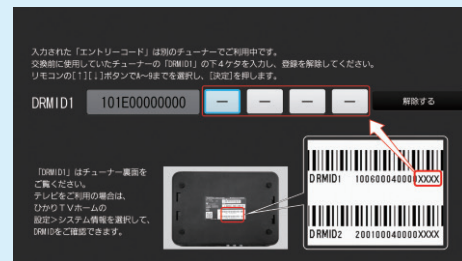 入力された「エントリーコード」は別のチューナーでご利用中です。
交換前に使用していたチューナーの「DRMID1」の下4ケタを入力し、登録を解除してください。
リモコンの[↑][↓]ボタンでA～9までを選択し、[決定]を押します。
DRMID1 101E00000000 － － － － 解除する
「DRMID1」はチューナー裏面を
ご覧ください。
テレビをご利用の場合は、
ひかりTVホームの
設定>システム情報を選択して、
DRMIDをご確認できます。
DRMID1 10060004000XXXX
DRMID2 200100040000XXXX